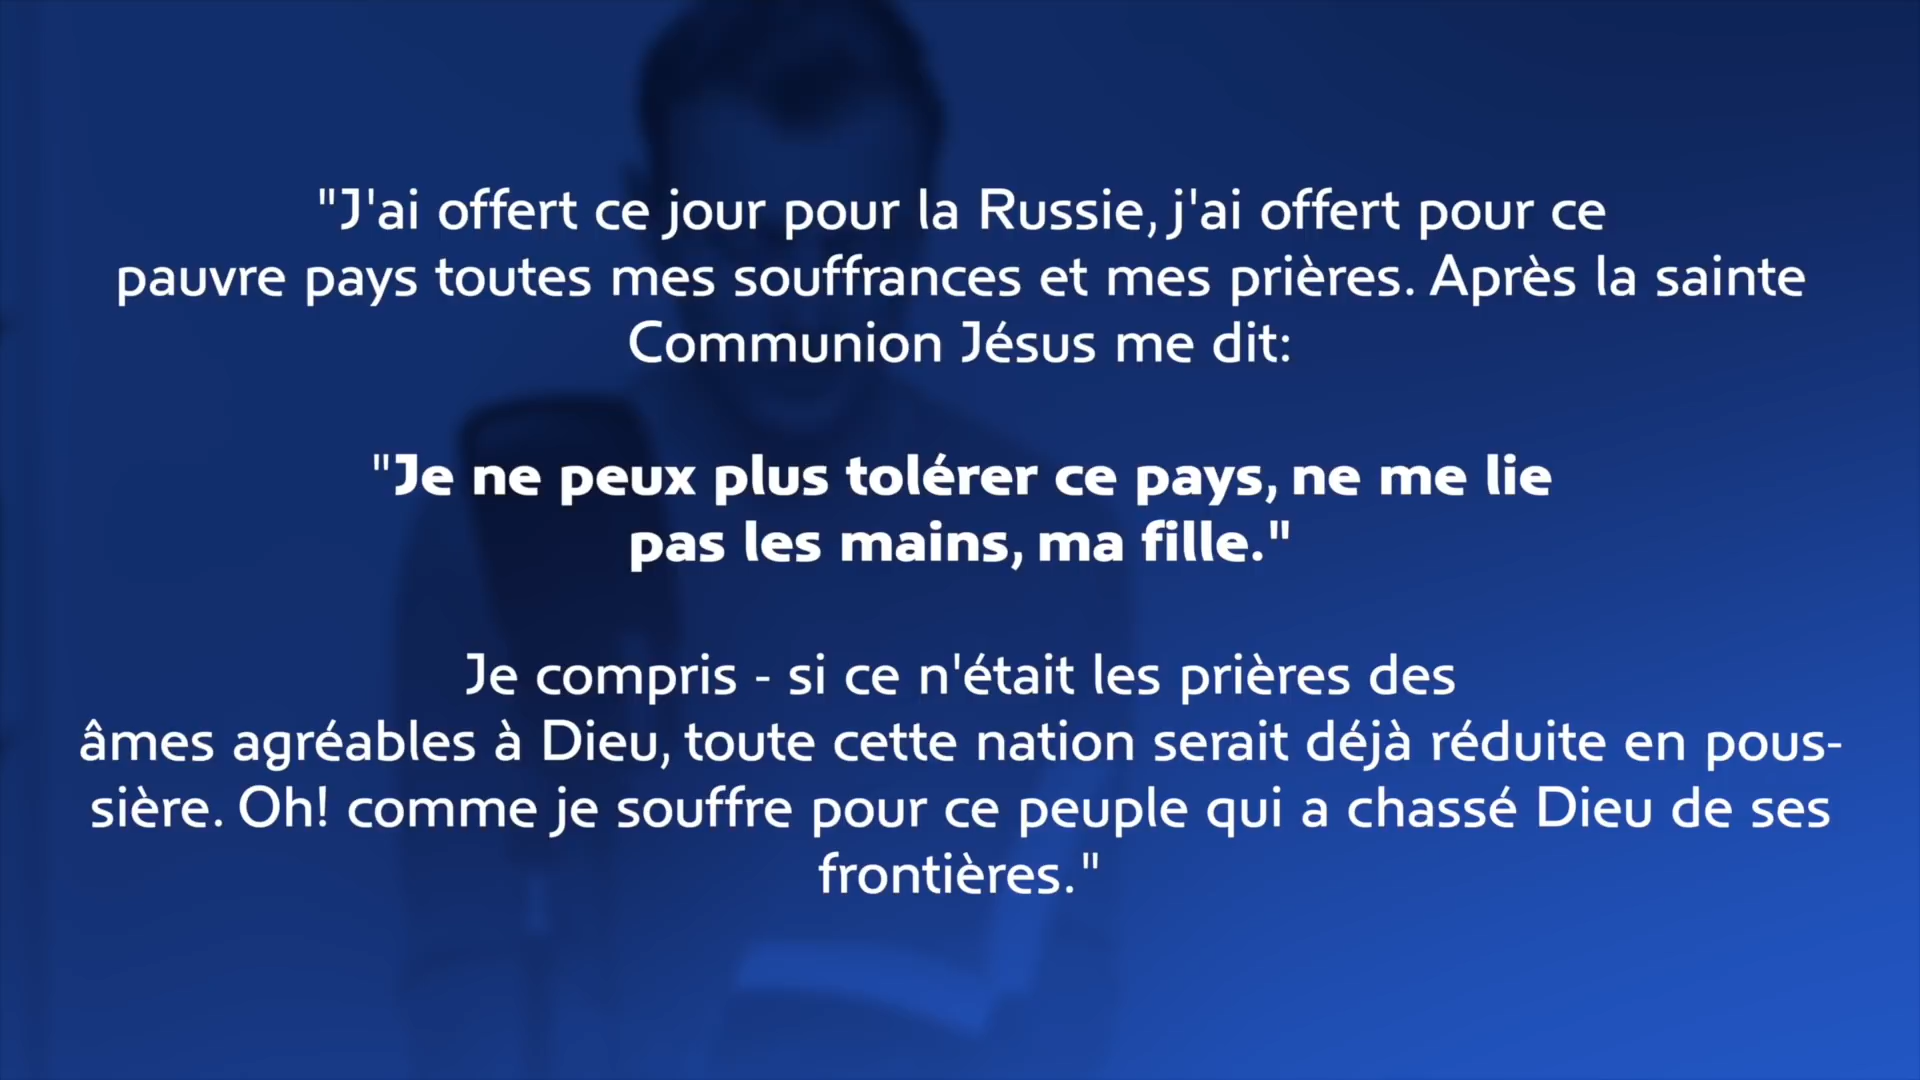 "J'ai offert ce jour pour la Russie, j'ai offert pour ce
pauvre pays toutes mes souffrances et mes prières. Après la sainte
Communion Jésus me dit:
"Je ne peux plus tolérer ce pays, ne me lie
pas les mains, ma fille."
Je compris - si ce n'était les prières des
âmes agréables à Dieu, toute cette nation serait déjà réduite en pous-
sière. Oh! comme je souffre pour ce peuple qui a chassé Dieu de ses
frontières."